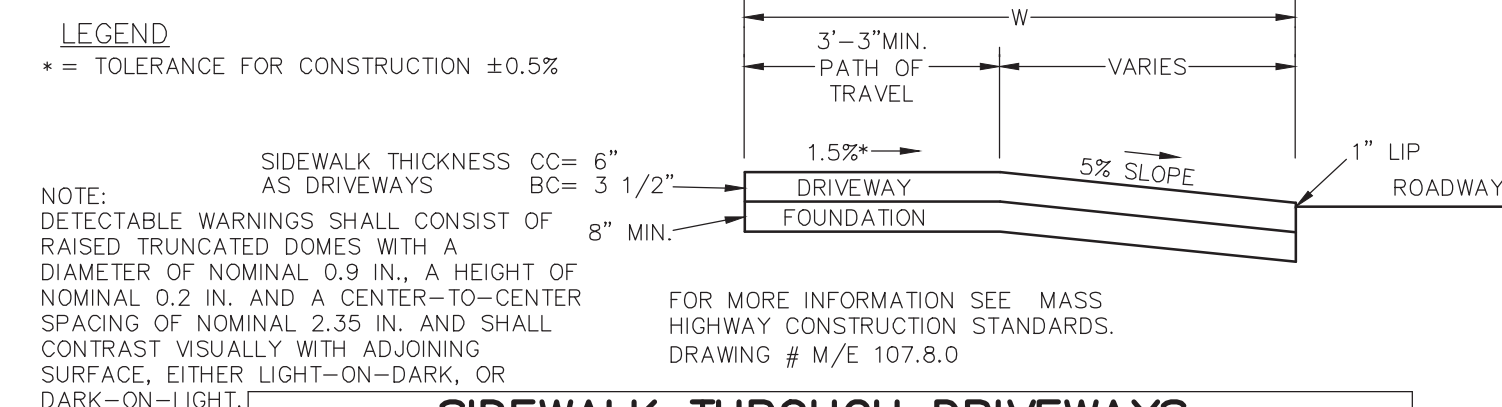 LEGEND
* = TOLERANCE FOR CONSTRUCTION ±0.5%
W
3'-3"MIN.
PATH OF
TRAVEL
VARIES
1.5%*
5% SLOPE
1" LIP
ROADWAY
SIDEWALK THICKNESS CC= 6"
AS DRIVEWAYS BC= 3 1/2"
8" MIN.
DRIVEWAY
FOUNDATION
NOTE:
DETECTABLE WARNINGS SHALL CONSIST OF
RAISED TRUNCATED DOMES WITH A
DIAMETER OF NOMINAL 0.9 IN., A HEIGHT OF
NOMINAL 0.2 IN. AND A CENTER-TO-CENTER
SPACING OF NOMINAL 2.35 IN. AND SHALL
CONTRAST VISUALLY WITH ADJOINING
SURFACE, EITHER LIGHT-ON-DARK, OR
DARK-ON-LIGHT.
FOR MORE INFORMATION SEE MASS
HIGHWAY CONSTRUCTION STANDARDS.
DRAWING # M/E 107.8.0
SIDEWALK THROUGH DRIVEWAYS